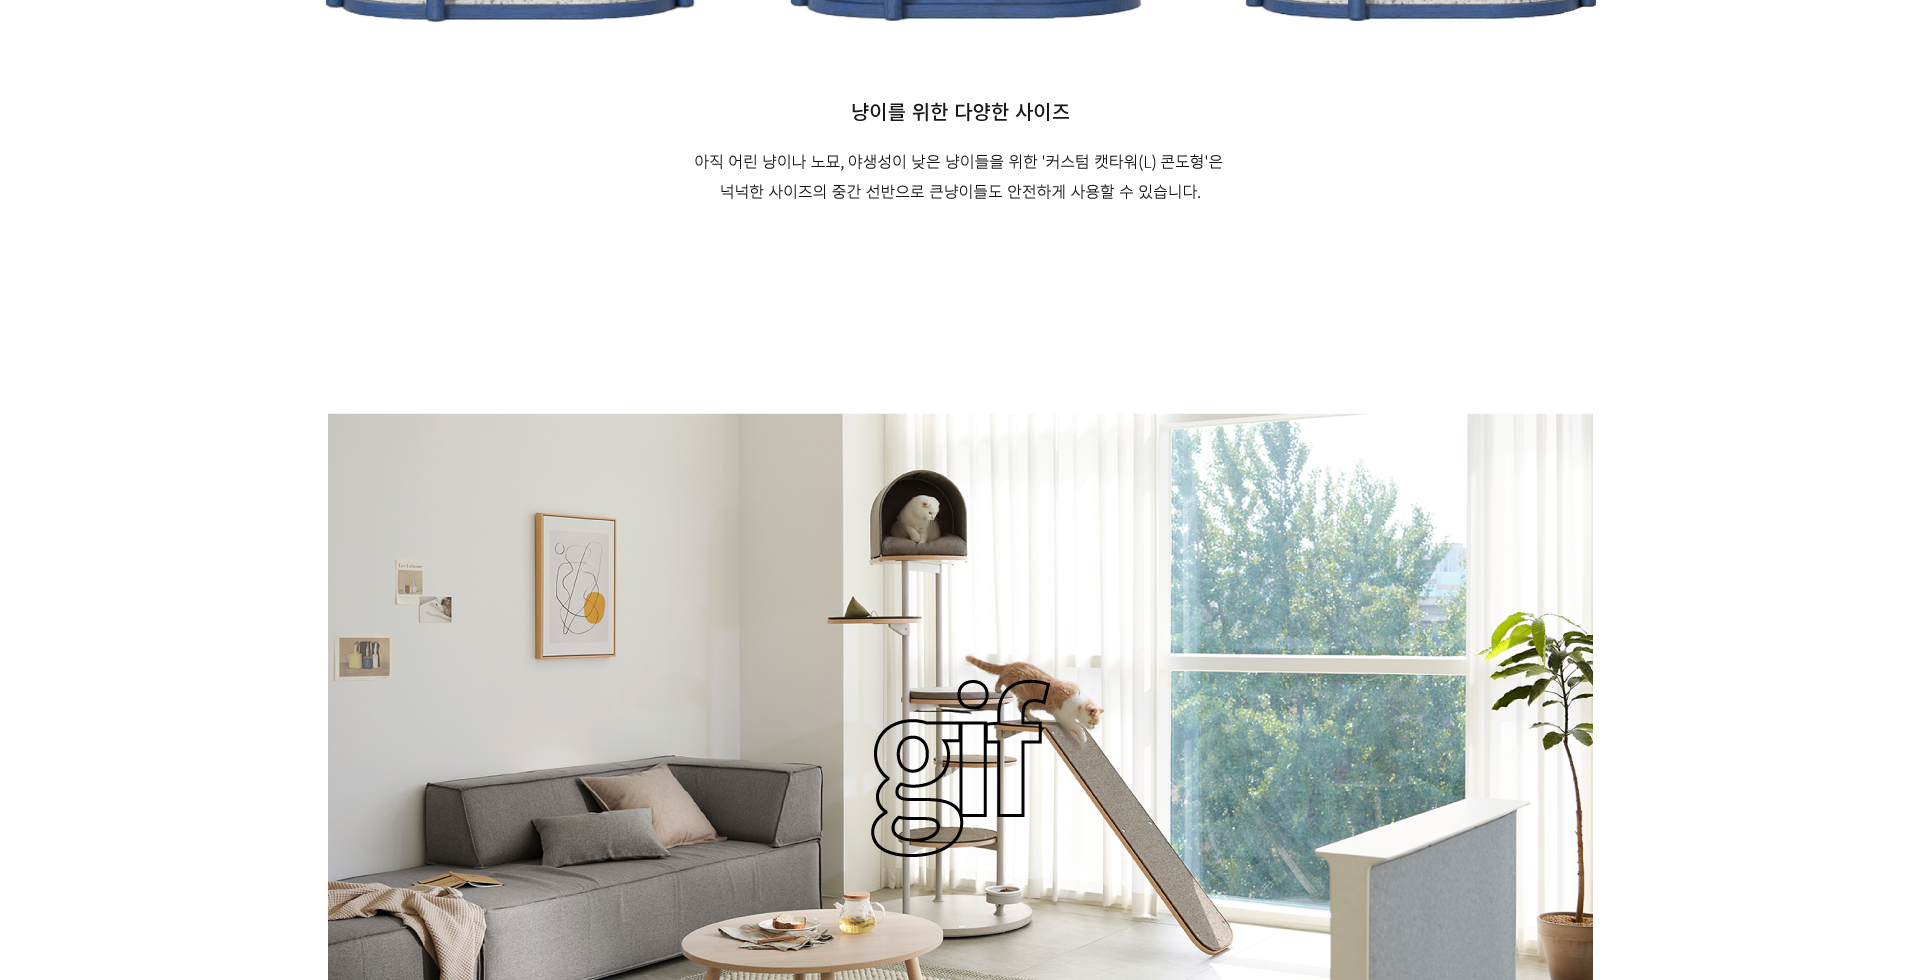 냥이를 위한 다양한 사이즈
아직 어린 냥이나 노묘, 야생성이 낮은 냥이들을 위한 '커스텀 캣타워(L) 콘도형'은
넉넉한 사이즈의 중간 선반으로 큰냥이들도 안전하게 사용할 수 있습니다.
gif